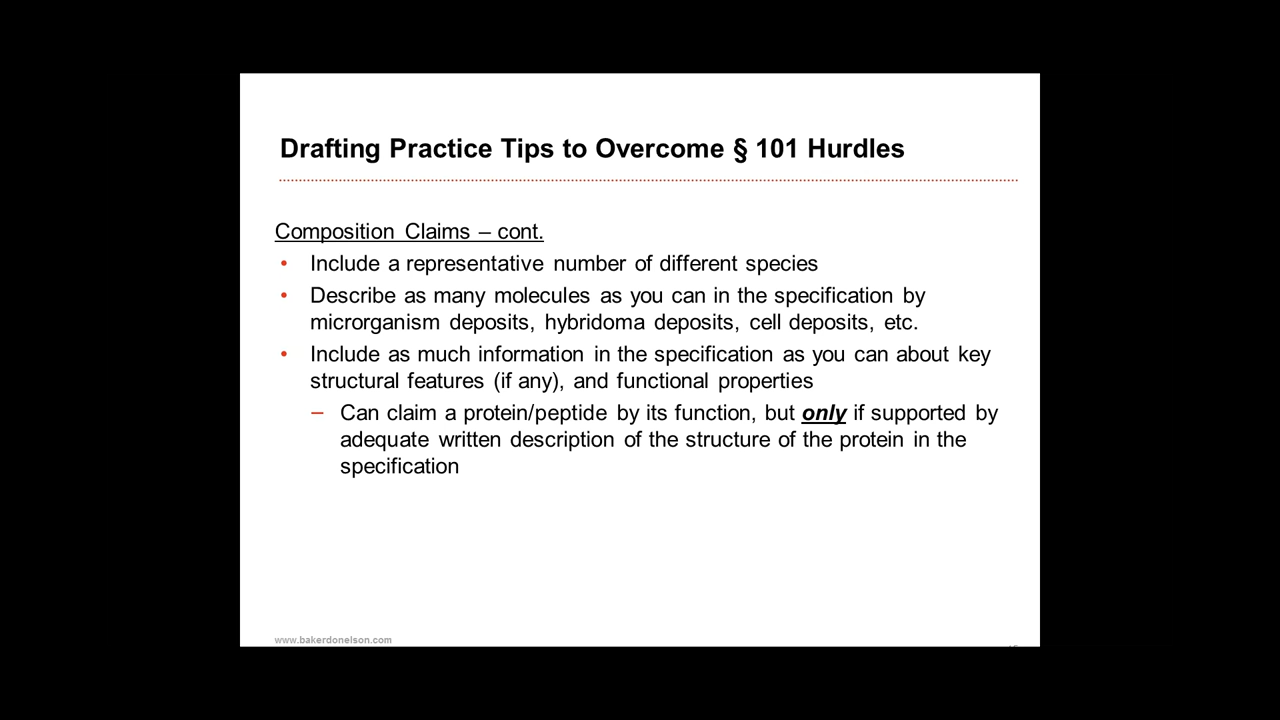 Drafting Practice Tips to Overcome § 101 Hurdles
Composition Claims – cont.
• Include a representative number of different species
• Describe as many molecules as you can in the specification by
microrganism deposits, hybridoma deposits, cell deposits, etc.
• Include as much information in the specification as you can about key
structural features (if any), and functional properties
– Can claim a protein/peptide by its function, but only if supported by
adequate written description of the structure of the protein in the
specification
www.bakerdonelson.com